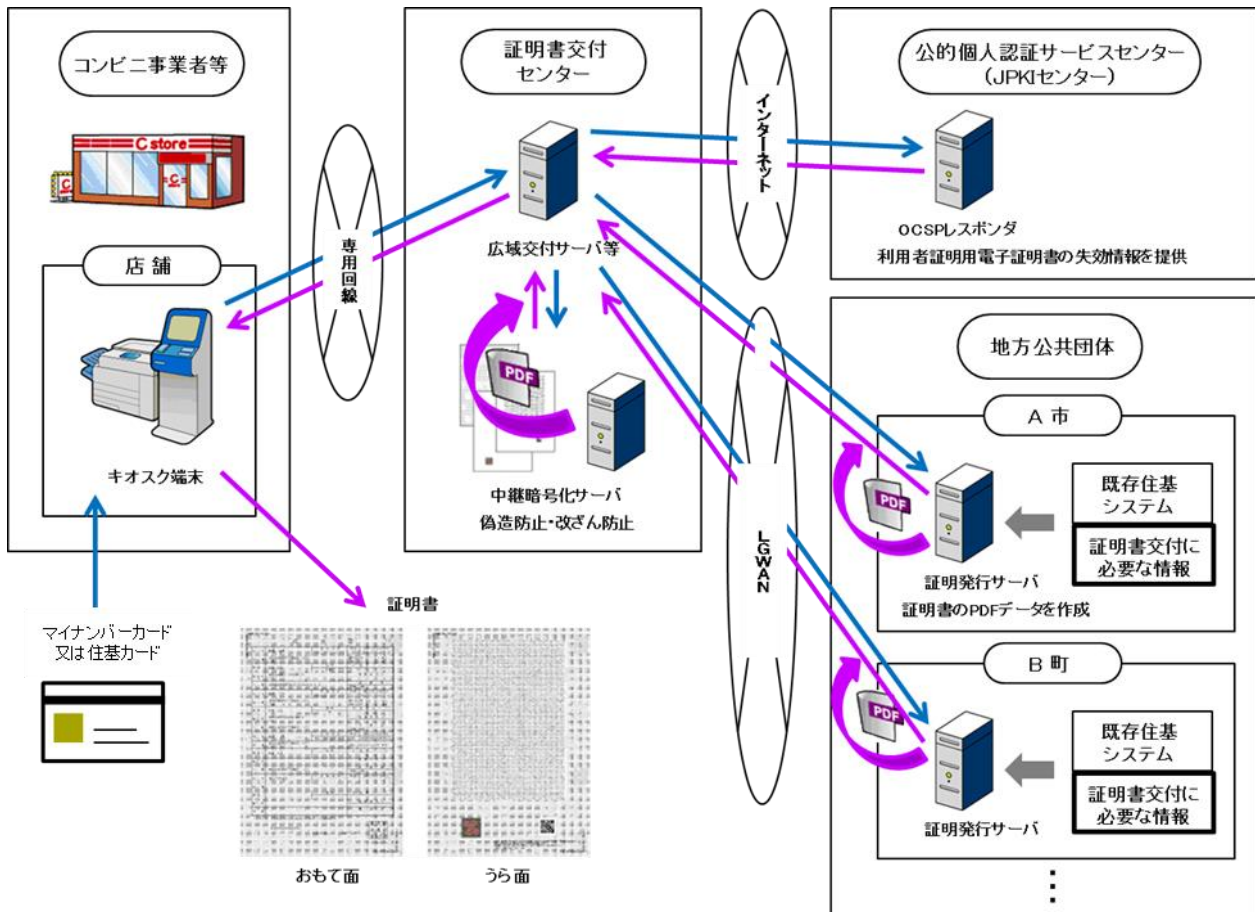 コンビニ事業者等
C store
C
C
店舗
キオスク端末
マイナンバーカード
又は住基カード
専用回線
証明書交付
センター
広域交付サーバ等
PDF
中継暗号化サーバ
偽造防止・改ざん防止
証明書
おもて面
うら面
インターネット
LGWAN
公的個人認証サービスセンター
(JPKIセンター)
OCSPレスポンダ
利用者証明用電子証明書の失効情報を提供
地方公共団体
A市
PDF
証明発行サーバ
証明書のPDFデータを作成
既存住基
システム
証明書交付に
必要な情報
B町
PDF
証明発行サーバ
既存住基
システム
証明書交付に
必要な情報